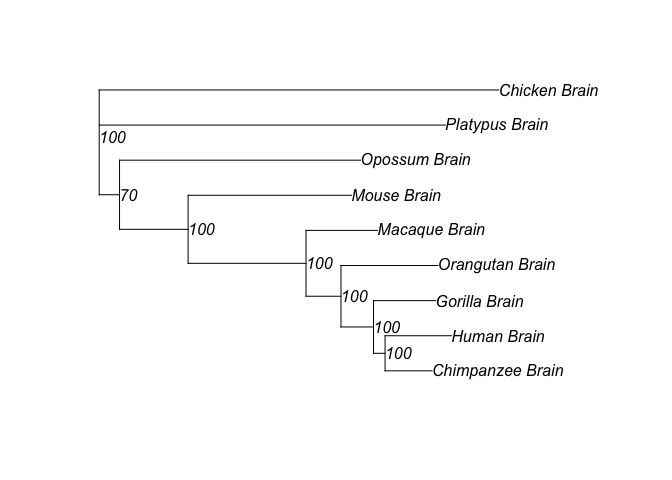 Chicken Brain
Platypus Brain
100
Opossum Brain
70
Mouse Brain
100
Macaque Brain
100
Orangutan Brain
100
Gorilla Brain
100
Human Brain
100
Chimpanzee Brain